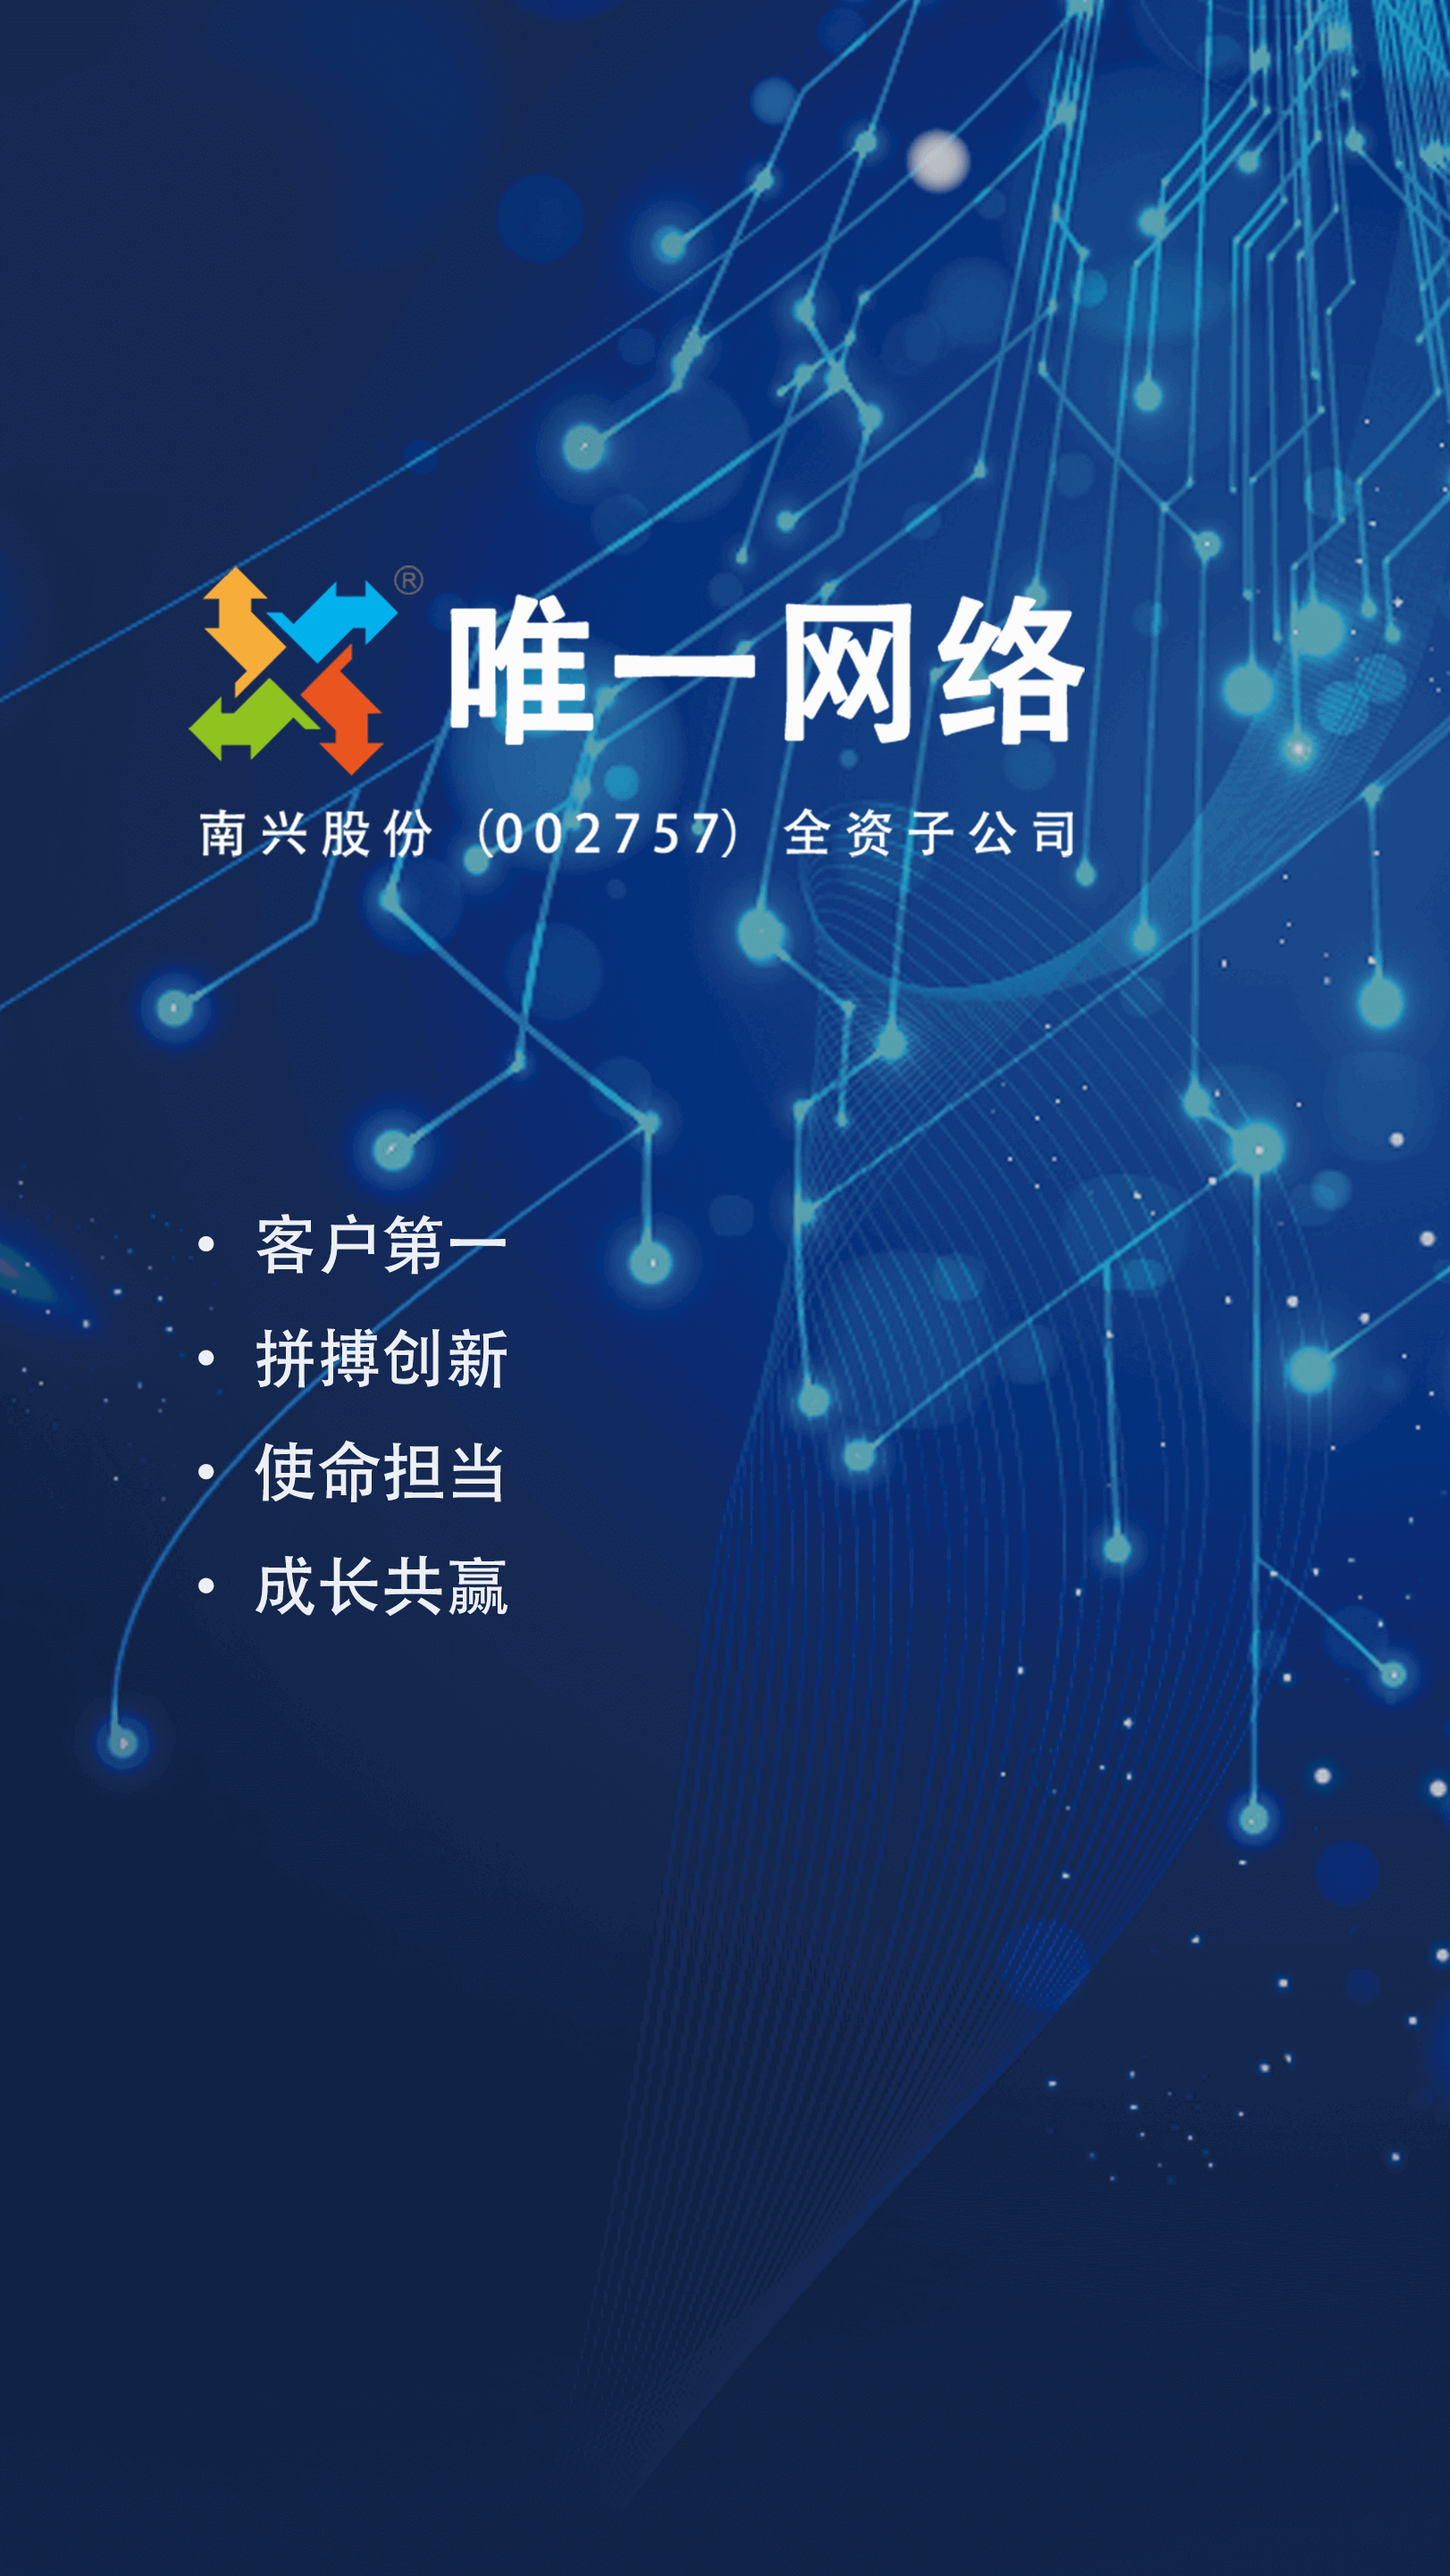 ®
唯一网络
南兴股份（002757）全资子公司
• 客户第一
• 拼搏创新
• 使命担当
• 成长共赢